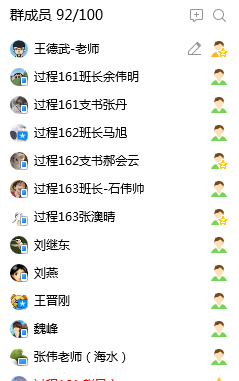 群成员 92/100
王德武-老师
过程161班长余伟明
过程161支书张丹
过程162班长马旭
过程162支书郝会云
过程163班长-石伟帅
过程163张澳晴
刘继东
刘燕
王晋刚
魏峰
张伟老师（海水）